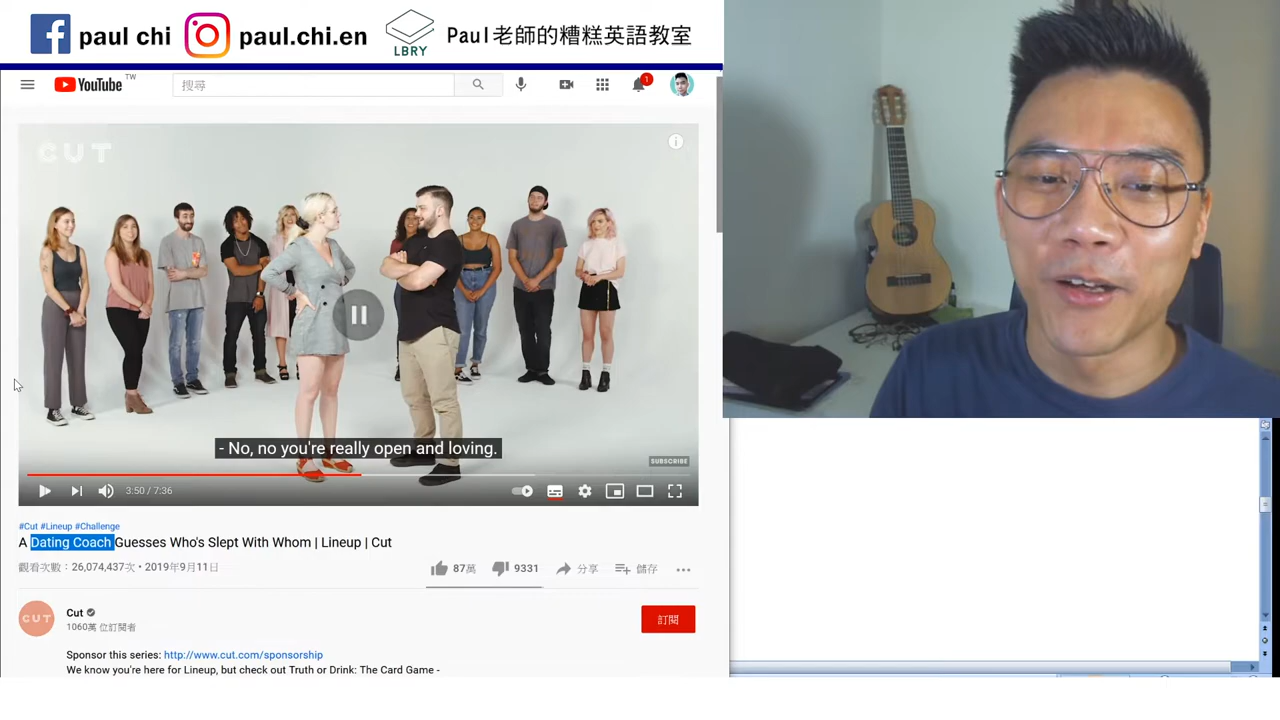 paul chi
paul.chi.en
LBRY
Paul老師的糟糕英語教室
YouTube TW
搜尋
1
CUT
- No, no you're really open and loving.
SUBSCRIBE
3:50 / 7:36
#Cut #Lineup #Challenge
A Dating Coach Guesses Who's Slept With Whom | Lineup | Cut
觀看次數：26,074,437次 • 2019年9月11日
87萬
9331
分享
儲存
CUT
Cut
1060萬 位訂閱者
訂閱
Sponsor this series: http://www.cut.com/sponsorship
We know you're here for Lineup, but check out Truth or Drink: The Card Game -